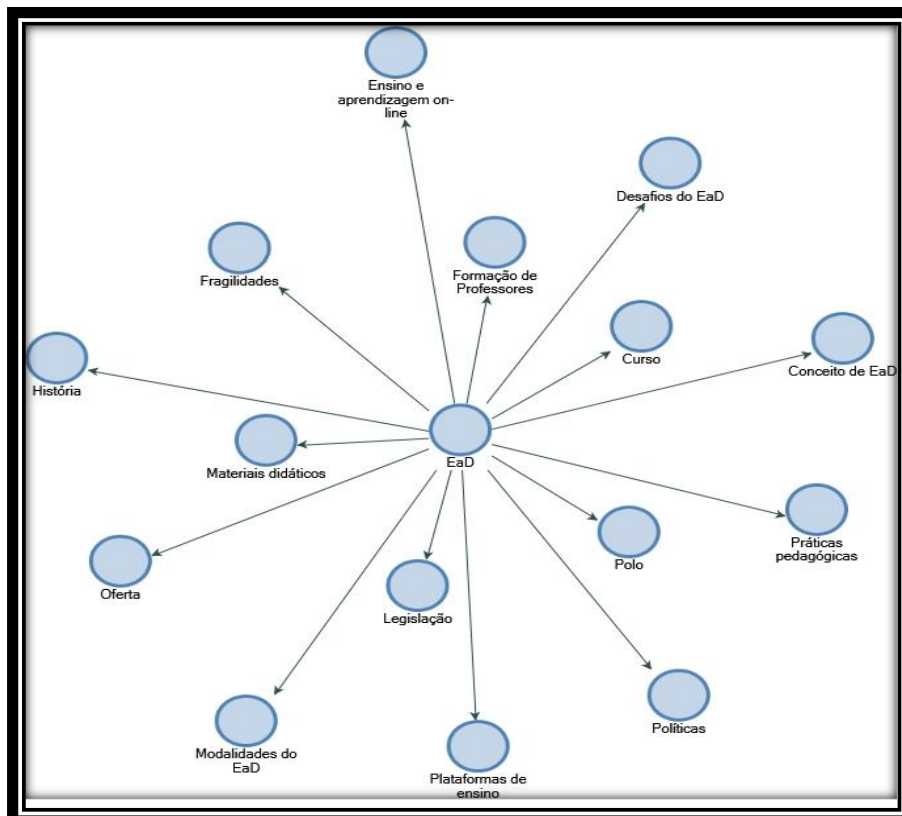 Ensino e
aprendizagem on-
line
Desafios do EaD
Fragilidades
Formação de
Professores
Curso
Conceito de EaD
História
EaD
Materiais didáticos
Práticas
pedagógicas
Polo
Oferta
Legislação
Políticas
Modalidades do
EaD
Plataformas de
ensino